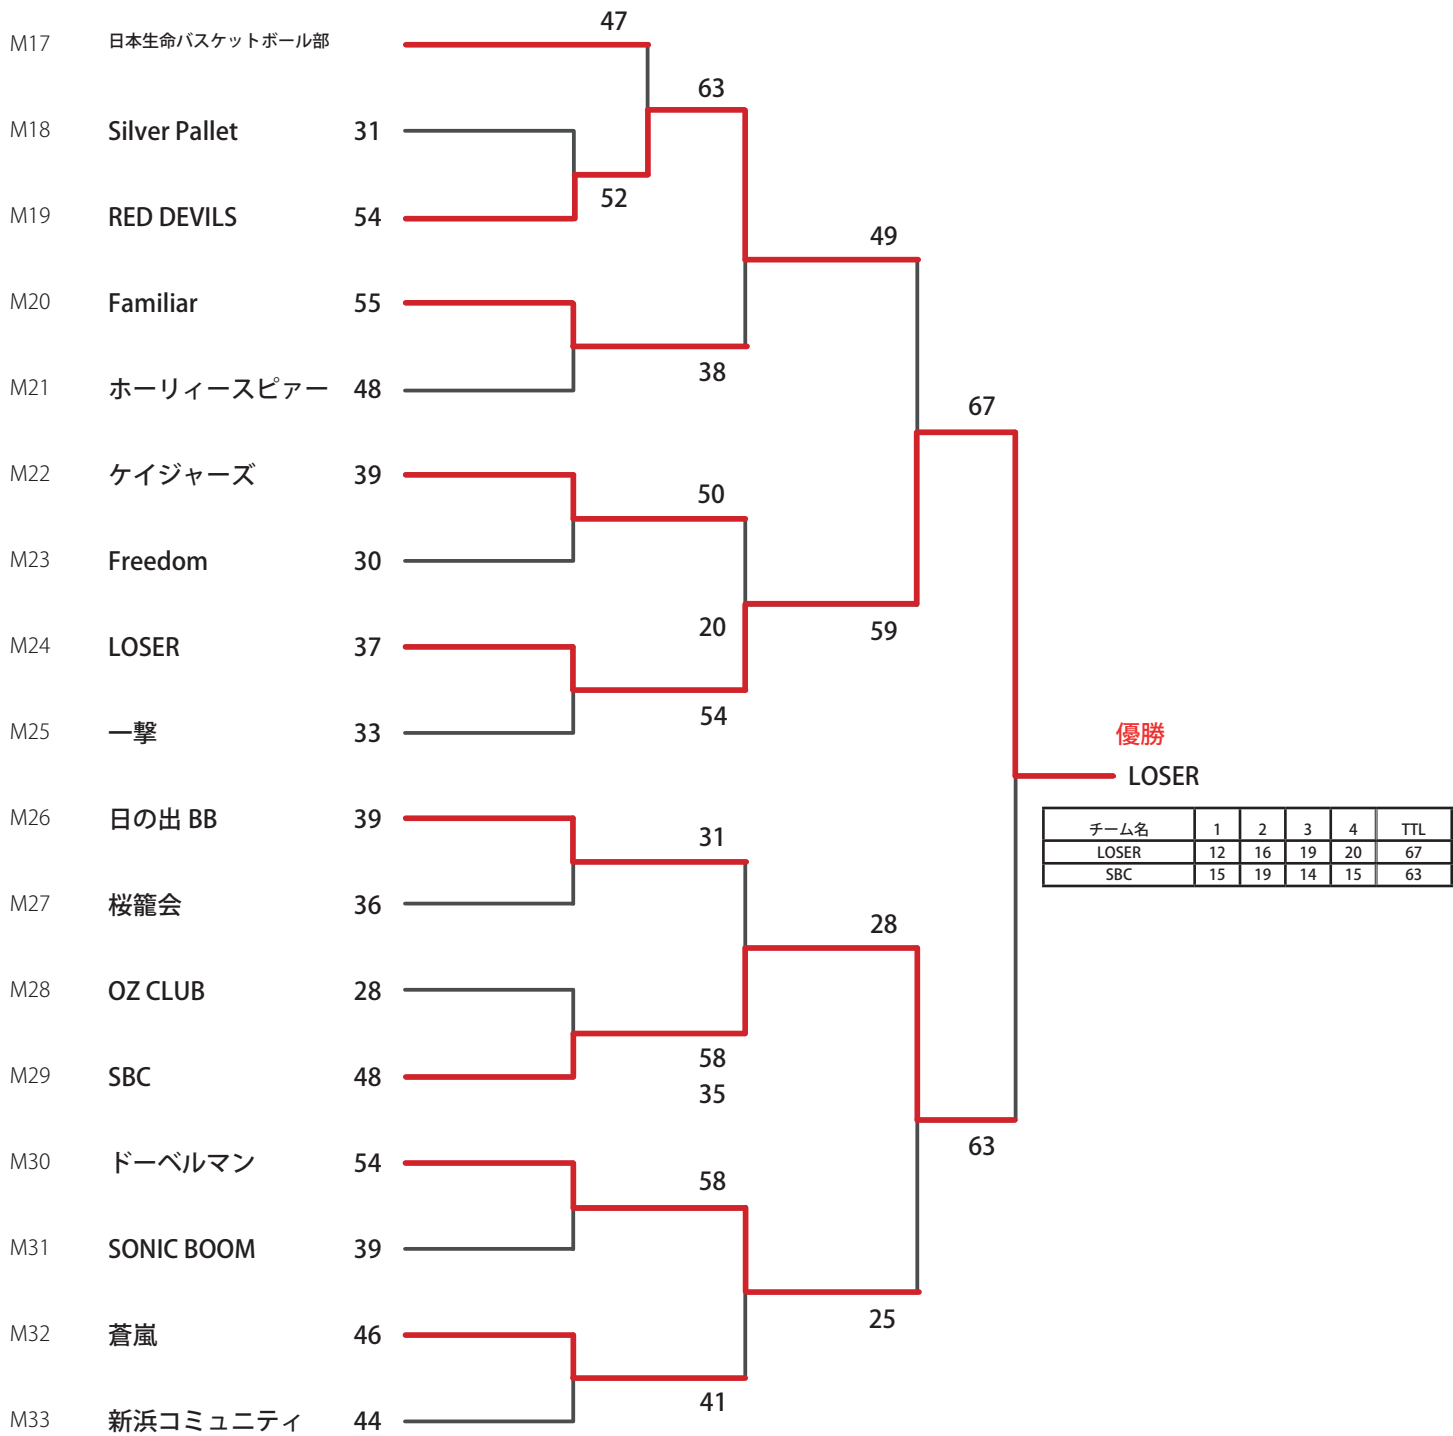 47
M17 日本生命バスケットボール部
63
M18 Silver Pallet 31
52
M19 RED DEVILS 54
49
M20 Familiar 55
38
M21 ホーリィースピァー 48
67
M22 ケイジャーズ 39
50
M23 Freedom 30
20
59
M24 LOSER 37
54
M25 一撃 33
優勝
LOSER
M26 日の出 BB 39
31
チーム名 1 2 3 4 TTL
LOSER 12 16 19 20 67
SBC 15 19 14 15 63
M27 桜籠会 36
28
M28 OZ CLUB 28
58
M29 SBC 48
35
63
M30 ドーベルマン 54
58
M31 SONIC BOOM 39
25
M32 蒼嵐 46
41
M33 新浜コミュニティ 44